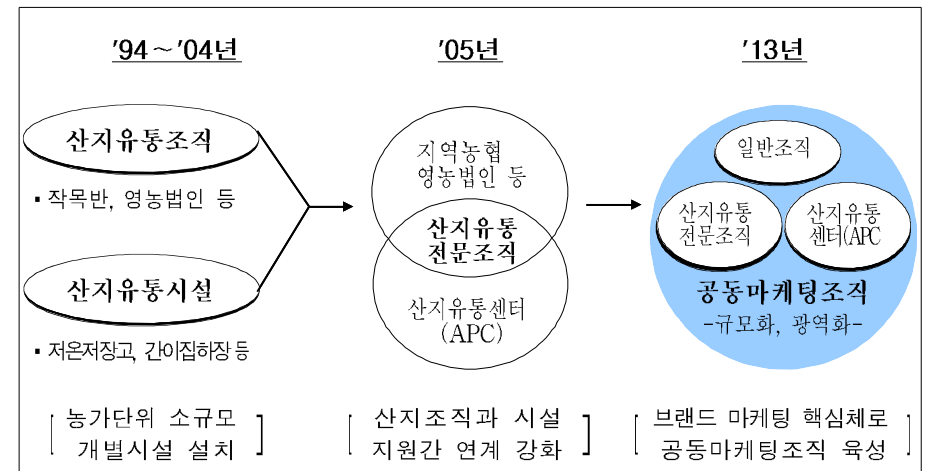 '94～'04년
'05년
'13년
산지유통조직
▪ 작목반, 영농법인 등
산지유통시설
▪ 저온저장고, 간이집하장 등
지역농협
영농법인 등
산지유통
전문조직
산지유통센터
(APC)
일반조직
산지유통
전문조직
산지유통
센터(APC
공동마케팅조직
-규모화, 광역화-
[ 농가단위 소규모
개별시설 설치 ]
[ 산지조직과 시설
지원간 연계 강화 ]
[ 브랜드 마케팅 핵심체로
공동마케팅조직 육성 ]